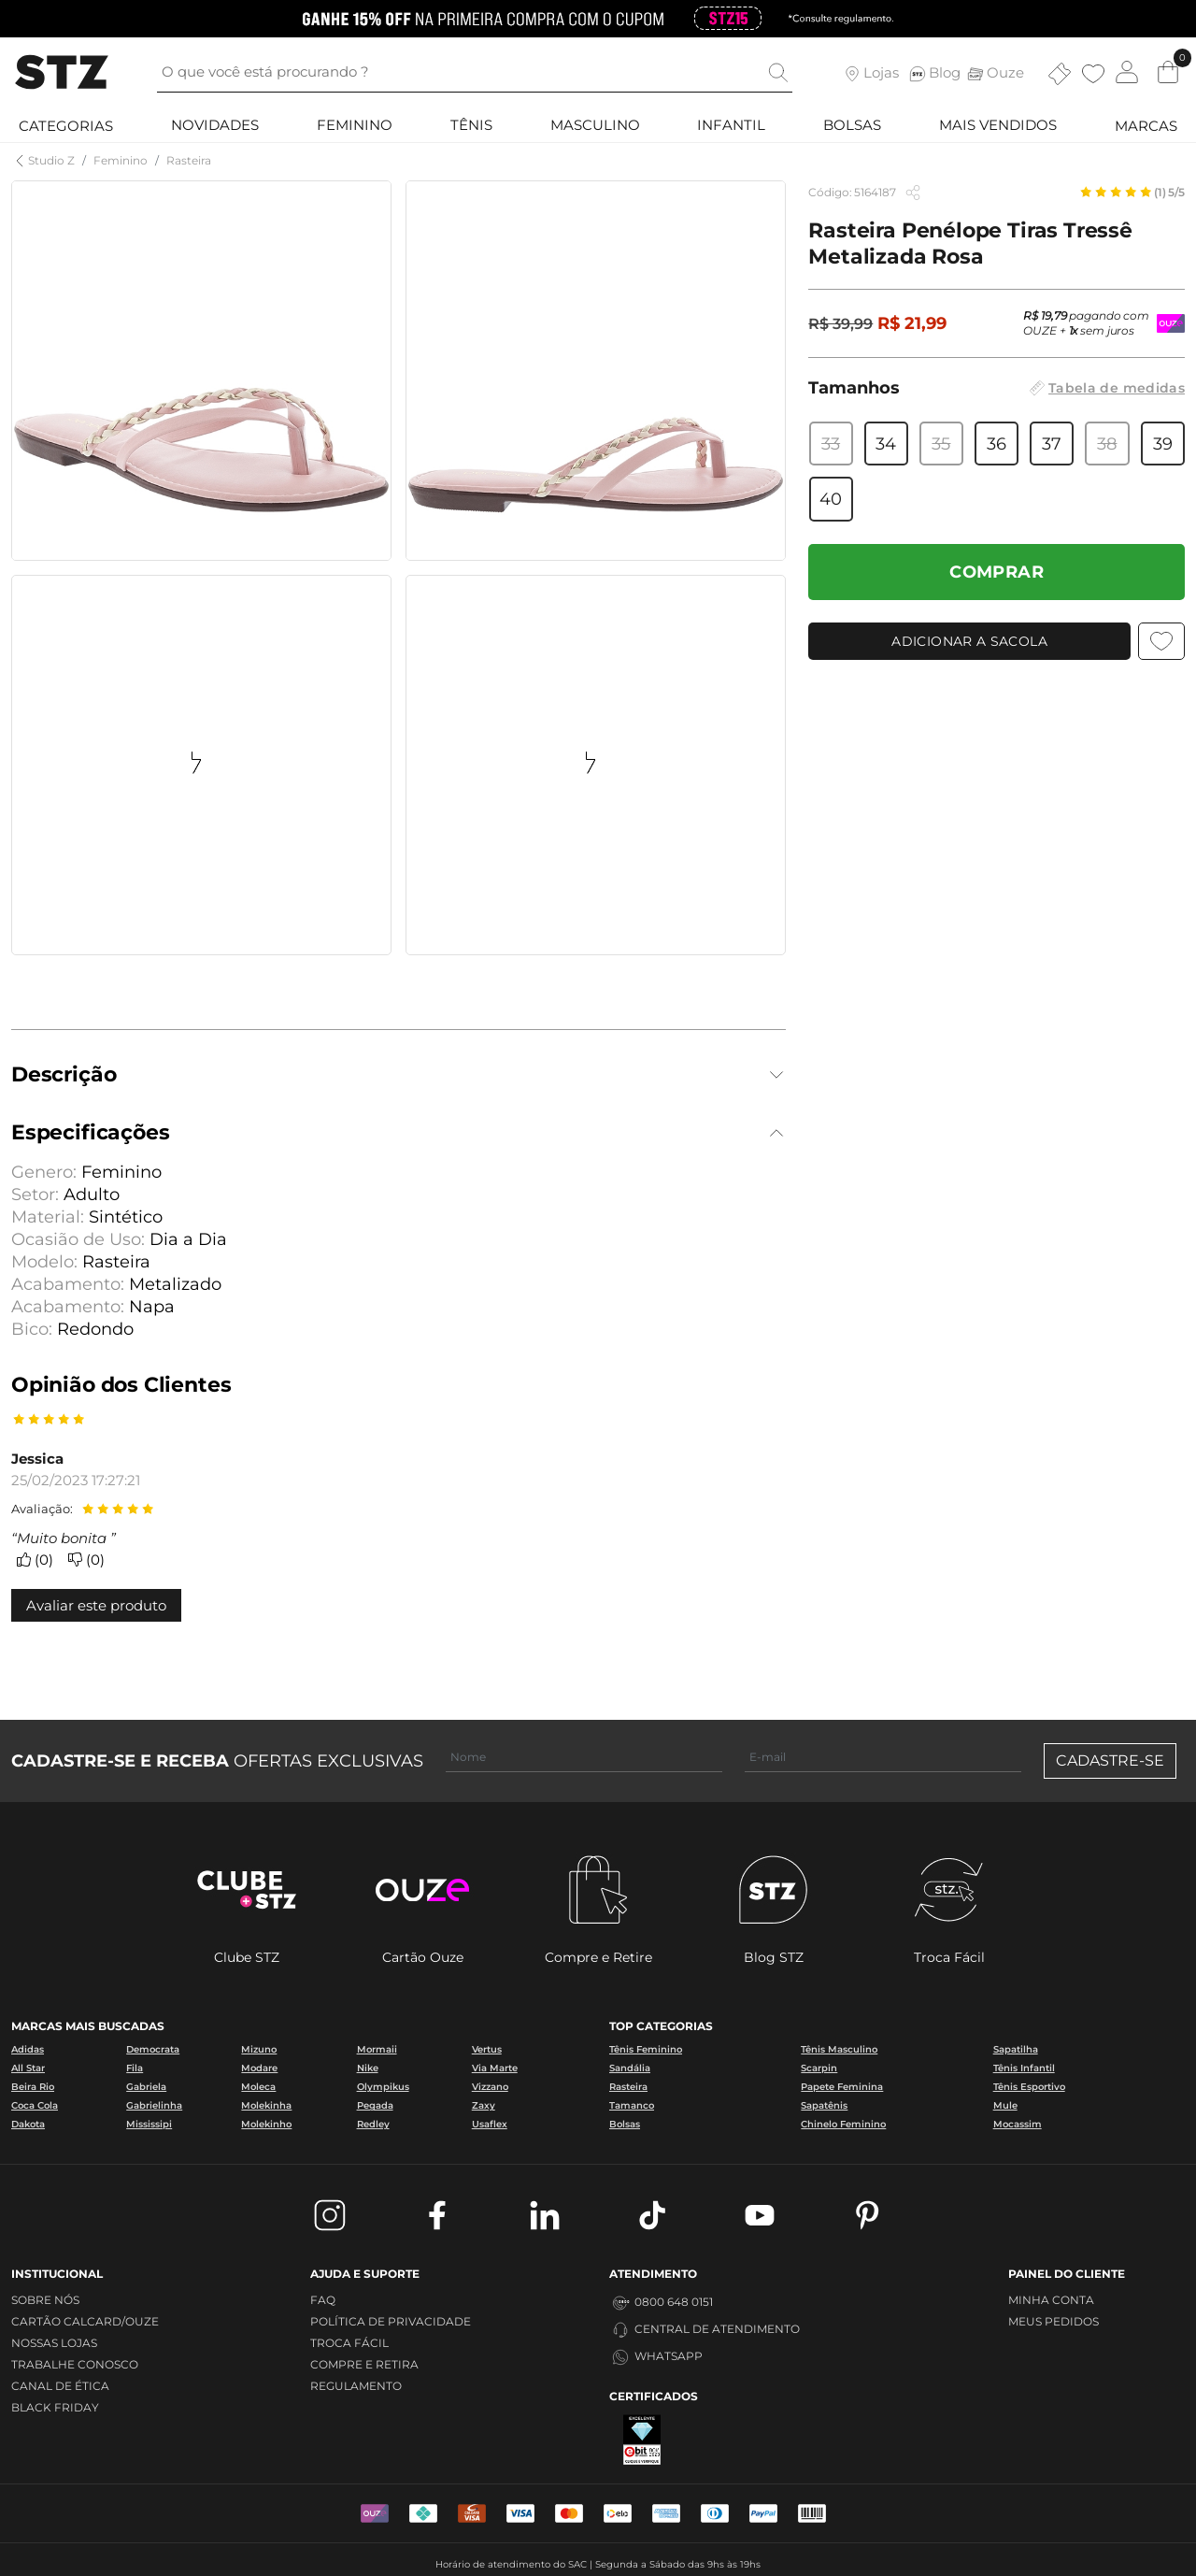 GANHE 15% OFF NA PRIMEIRA COMPRA COM O CUPOM STZ15 *Consulte regulamento.
STZ
O que você está procurando ?
Lojas Blog Ouze
0
CATEGORIAS NOVIDADES FEMININO TÊNIS MASCULINO INFANTIL BOLSAS MAIS VENDIDOS MARCAS
Studio Z / Feminino / Rasteira
Código: 5164187
(1) 5/5
Rasteira Penélope Tiras Tressê
Metalizada Rosa
R$ 39,99 R$ 21,99
R$ 19,79 pagando com
OUZE + 1x sem juros
Tamanhos
Tabela de medidas
33 34 35 36 37 38 39
40
COMPRAR
ADICIONAR A SACOLA
Descrição
Especificações
Genero: Feminino
Setor: Adulto
Material: Sintético
Ocasião de Uso: Dia a Dia
Modelo: Rasteira
Acabamento: Metalizado
Acabamento: Napa
Bico: Redondo
Opinião dos Clientes
Jessica
25/02/2023 17:27:21
Avaliação:
“Muito bonita ”
(0) (0)
Avaliar este produto
CADASTRE-SE E RECEBA OFERTAS EXCLUSIVAS
Nome
E-mail
CADASTRE-SE
CLUBE
STZ
OUZe
STZ
stz.
Clube STZ Cartão Ouze Compre e Retire Blog STZ Troca Fácil
MARCAS MAIS BUSCADAS
Adidas Democrata Mizuno Mormaii Vertus
All Star Fila Modare Nike Via Marte
Beira Rio Gabriela Moleca Olympikus Vizzano
Coca Cola Gabrielinha Molekinha Pegada Zaxy
Dakota Mississipi Molekinho Redley Usaflex
TOP CATEGORIAS
Tênis Feminino Tênis Masculino Sapatilha
Sandália Scarpin Tênis Infantil
Rasteira Papete Feminina Tênis Esportivo
Tamanco Sapatênis Mule
Bolsas Chinelo Feminino Mocassim
INSTITUCIONAL
SOBRE NÓS
CARTÃO CALCARD/OUZE
NOSSAS LOJAS
TRABALHE CONOSCO
CANAL DE ÉTICA
BLACK FRIDAY
AJUDA E SUPORTE
FAQ
POLÍTICA DE PRIVACIDADE
TROCA FÁCIL
COMPRE E RETIRA
REGULAMENTO
ATENDIMENTO
0800 648 0151
CENTRAL DE ATENDIMENTO
WHATSAPP
CERTIFICADOS
EXCELENTE
ebit
PAINEL DO CLIENTE
MINHA CONTA
MEUS PEDIDOS
VISA
VISA
elo
PayPal
Horário de atendimento do SAC | Segunda a Sábado das 9hs às 19hs